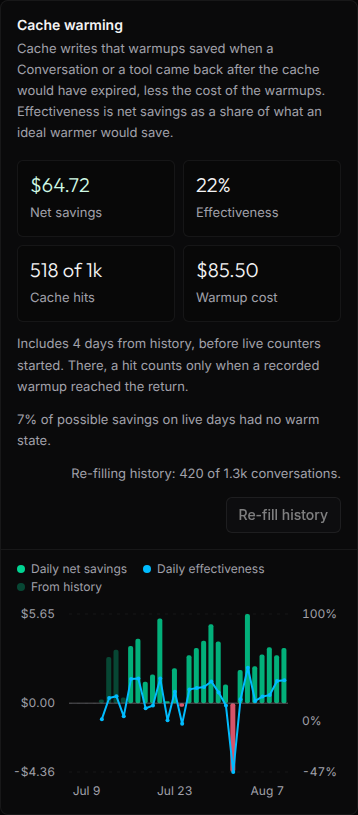 Cache warming
Cache writes that warmups saved when a
Conversation or a tool came back after the cache
would have expired, less the cost of the warmups.
Effectiveness is net savings as a share of what an
ideal warmer would save.
$64.72
Net savings
22%
Effectiveness
518 of 1k
Cache hits
$85.50
Warmup cost
Includes 4 days from history, before live counters
started. There, a hit counts only when a recorded
warmup reached the return.
7% of possible savings on live days had no warm
state.
Re-filling history: 420 of 1.3k conversations.
Re-fill history
Daily net savings
Daily effectiveness
From history
$5.65
100%
$0.00
0%
-$4.36
-47%
Jul 9
Jul 23
Aug 7